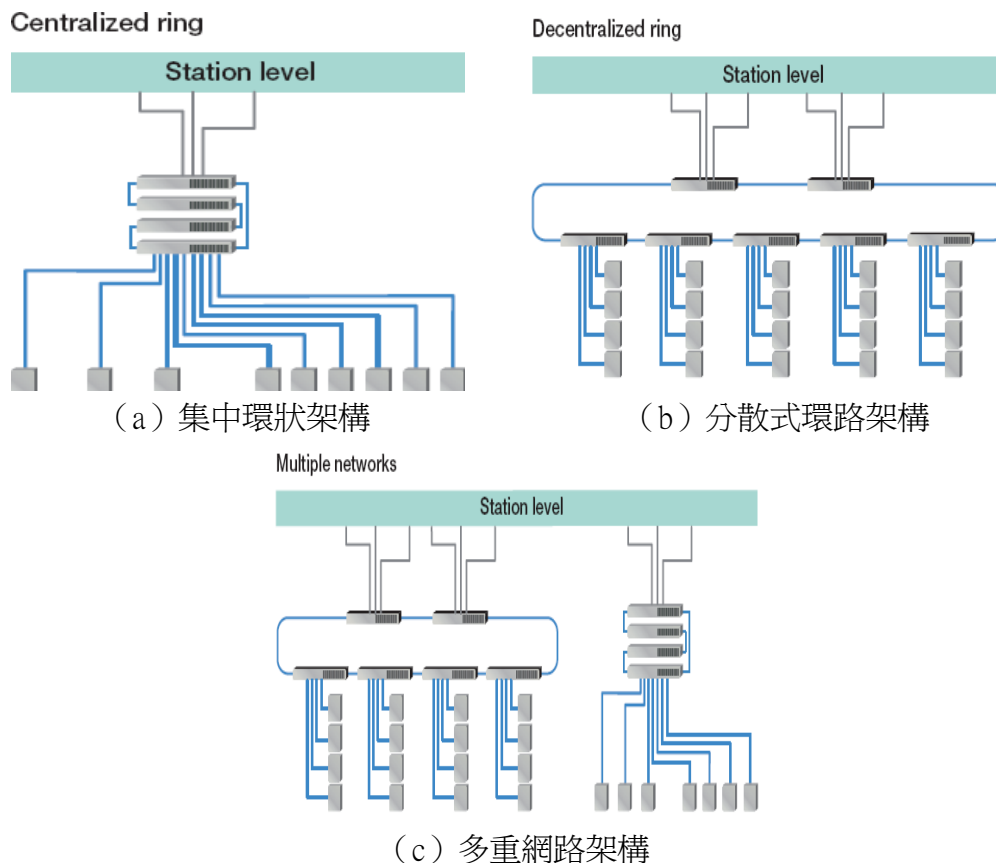 Centralized ring
Station level
Decentralized ring
Station level
(a)集中環狀架構
(b)分散式環路架構
Multiple networks
Station level
(c)多重網路架構